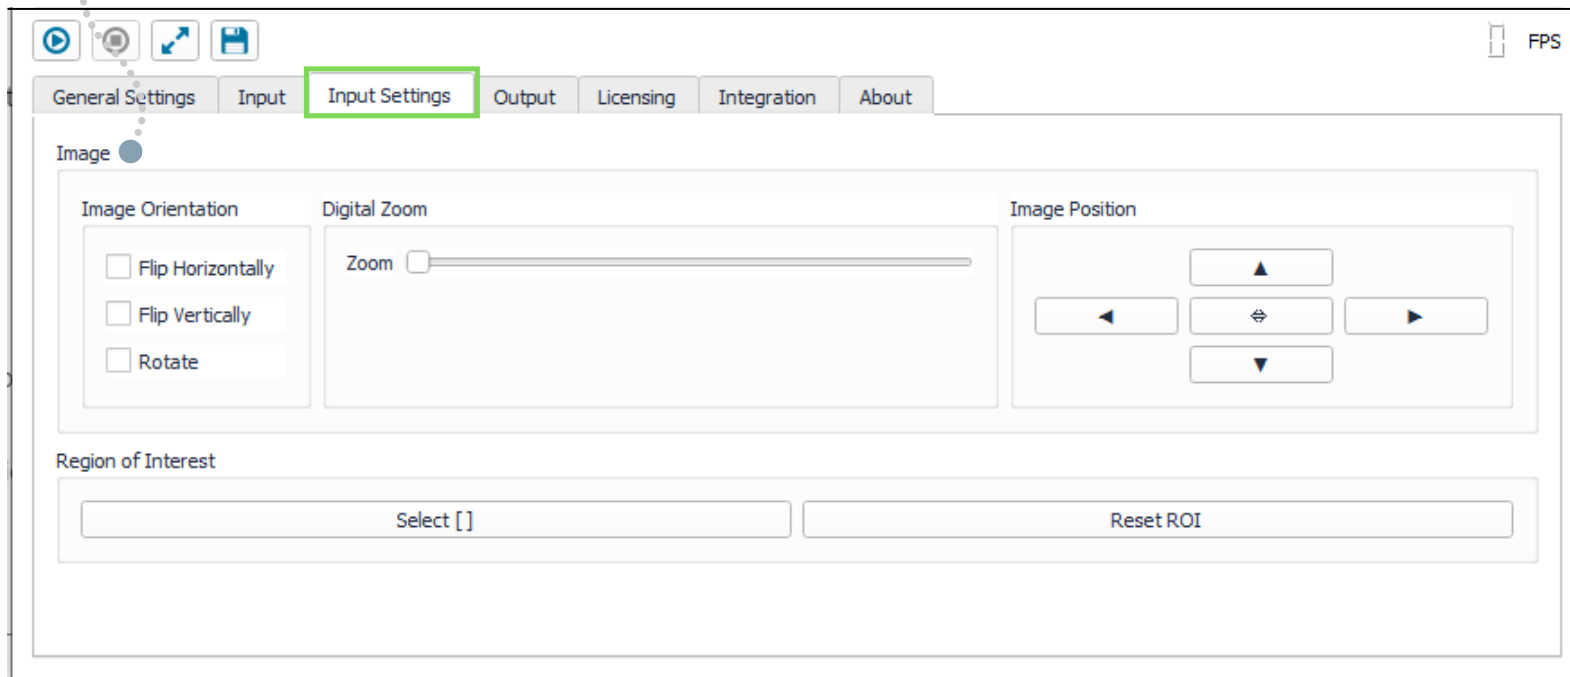 FPS
General Settings Input Input Settings Output Licensing Integration About
Image
Image Orientation Digital Zoom Image Position
Flip Horizontally Zoom
Flip Vertically
Rotate
Region of Interest
Select [ ] Reset ROI